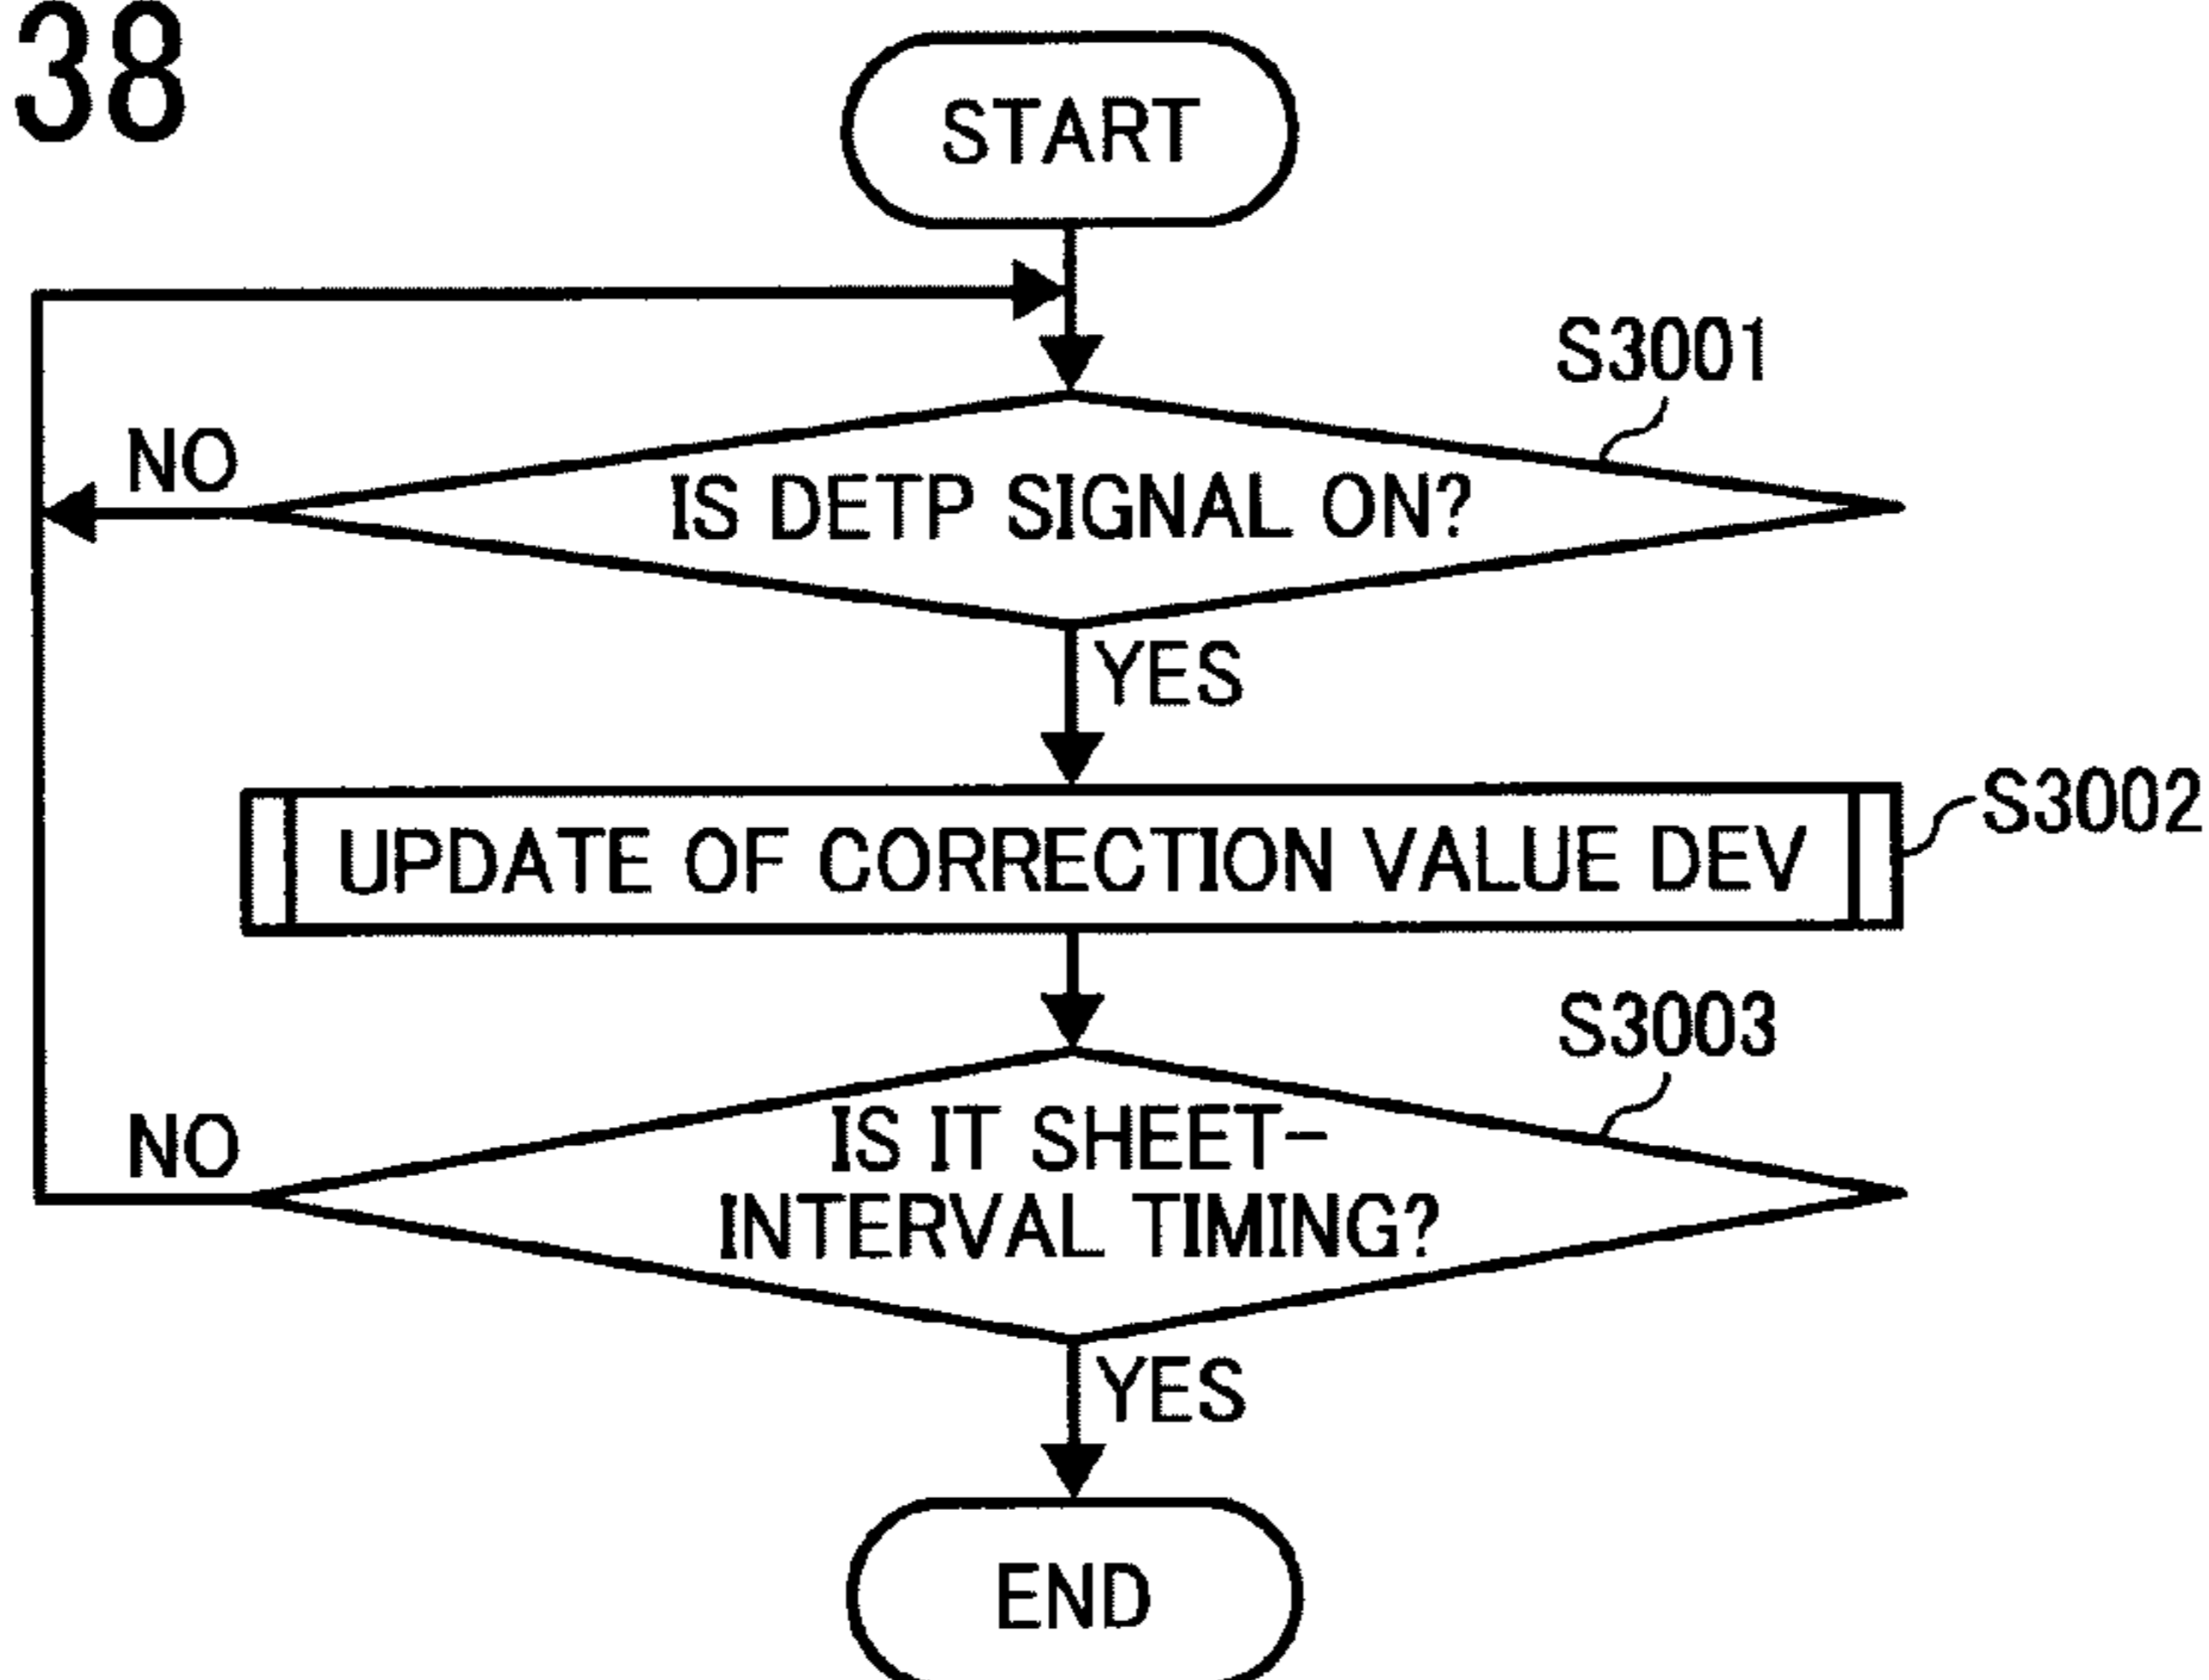 38
START
S3001
NO
IS DETP SIGNAL ON?
YES
UPDATE OF CORRECTION VALUE DEV
S3002
S3003
IS IT SHEET-
INTERVAL TIMING?
NO
YES
END